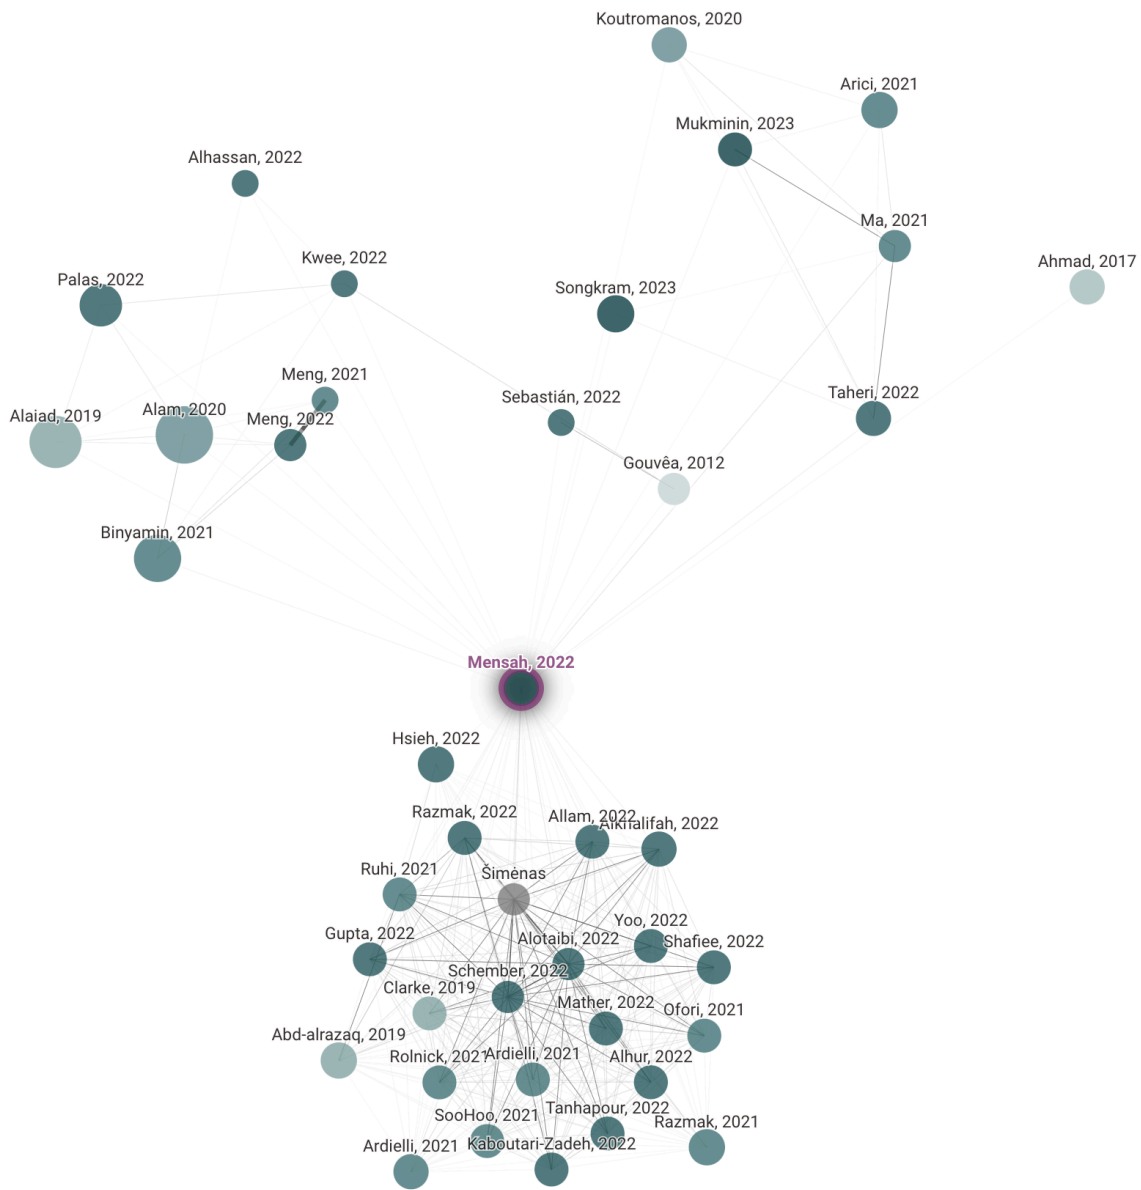 Koutromanos, 2020
Arici, 2021
Mukminin, 2023
Alhassan, 2022
Ma, 2021
Kwee, 2022
Ahmad, 2017
Palas, 2022
Songkram, 2023
Meng, 2021
Taheri, 2022
Sebastián, 2022
Alam, 2020
Alaiad, 2019
Meng, 2022
Gouvêa, 2012
Binyamin, 2021
Mensah, 2022
Hsieh, 2022
Razmak, 2022
Allam, 2022
Alkhalifah, 2022
Ruhi, 2021
Šimėnas
Yoo, 2022
Gupta, 2022
Alotaibi, 2022
Shafiee, 2022
Schember, 2022
Clarke, 2019
Mather, 2022
Ofori, 2021
Abd-alrazaq, 2019
Rolnick, 2021
Ardielli, 2021
Alhur, 2022
Tanhapour, 2022
SooHoo, 2021
Razmak, 2021
Ardielli, 2021
Kaboutari-Zadeh, 2022